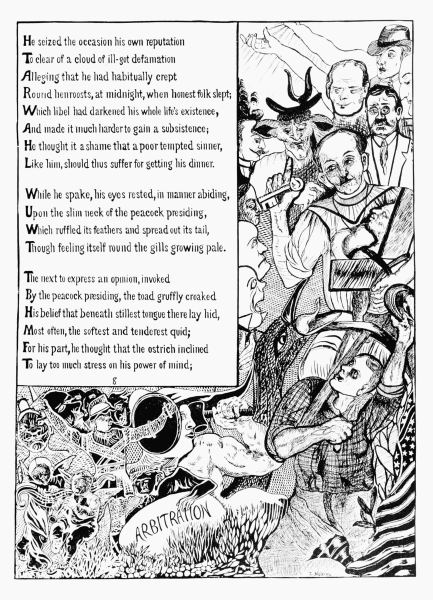 He seized the occasion his own reputation
To clear of a cloud of ill-got defamation
Alleging that he had habitually crept
Round henroosts, at midnight, when honest folk slept;
Which libel had darkened his whole life's existence,
And made it much harder to gain a subsistence;
He thought it a shame that a poor tempted sinner,
Like him, should thus suffer for getting his dinner.
While he spake, his eyes rested, in manner abiding,
Upon the slim neck of the peacock presiding,
Which ruffled its feathers and spread out its tail,
Though feeling itself round the gills growing pale.
The next to express an opinion, invoked
By the peacock presiding, the toad gruffly croaked
His belief that beneath stillest tongue there lay hid,
Most often, the softest and tenderest quid;
For his part, he thought that the ostrich inclined
To lay too much stress on his power of mind;
8
ARBITRATION